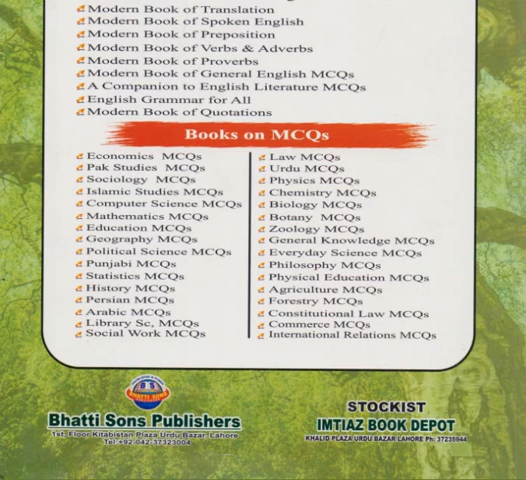 Modern Book of Translation
Modern Book of Spoken English
Modern Book of Preposition
Modern Book of Verbs & Adverbs
Modern Book of Proverbs
Modern Book of General English MCQs
A Companion to English Literature MCQs
English Grammar for All
Modern Book of Quotations
Books on MCQs
Economics MCQs
Pak Studies MCQs
Sociology MCQs
Islamic Studies MCQs
Computer Science MCQs
Mathematics MCQs
Education MCQs
Geography MCQs
Political Science MCQs
Punjabi MCQs
Statistics MCQs
History MCQs
Persian MCQs
Arabic MCQs
Library Sc, MCQs
Social Work MCQs
Law MCQs
Urdu MCQs
Physics MCQs
Chemistry MCQs
Biology MCQs
Botany MCQs
Zoology MCQs
General Knowledge MCQs
Everyday Science MCQs
Philosophy MCQs
Physical Education MCQs
Agriculture MCQs
Forestry MCQs
Constitutional Law MCQs
Commerce MCQs
International Relations MCQs
B S
BHATTI SONS
Bhatti Sons Publishers
1st. Floor Kitabistan Plaza Urdu Bazar, Lahore
Tel:+92-042-37323004
STOCKIST
IMTIAZ BOOK DEPOT
KHALID PLAZA URDU BAZAR LAHORE Ph: 37235944